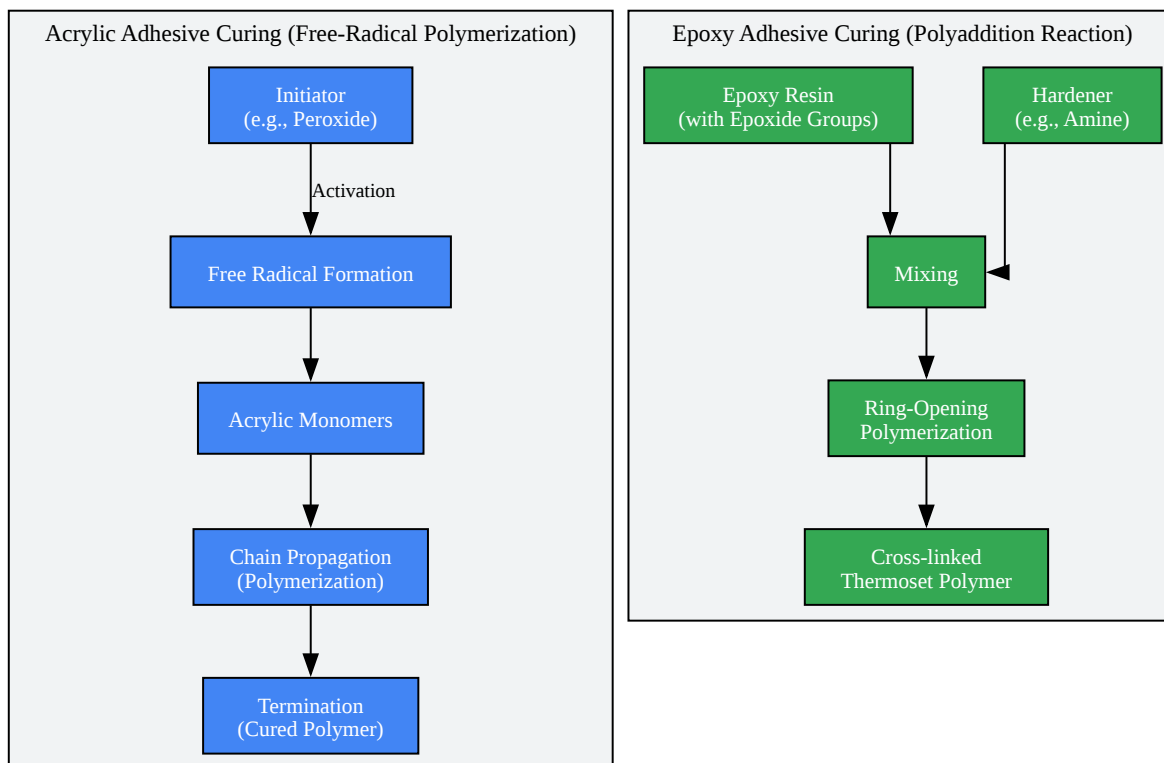 Acrylic Adhesive Curing (Free-Radical Polymerization)
Initiator
(e.g., Peroxide)
Activation
Free Radical Formation
Acrylic Monomers
Chain Propagation
(Polymerization)
Termination
(Cured Polymer)
Epoxy Adhesive Curing (Polyaddition Reaction)
Epoxy Resin
(with Epoxide Groups)
Hardener
(e.g., Amine)
Mixing
Ring-Opening
Polymerization
Cross-linked
Thermoset Polymer